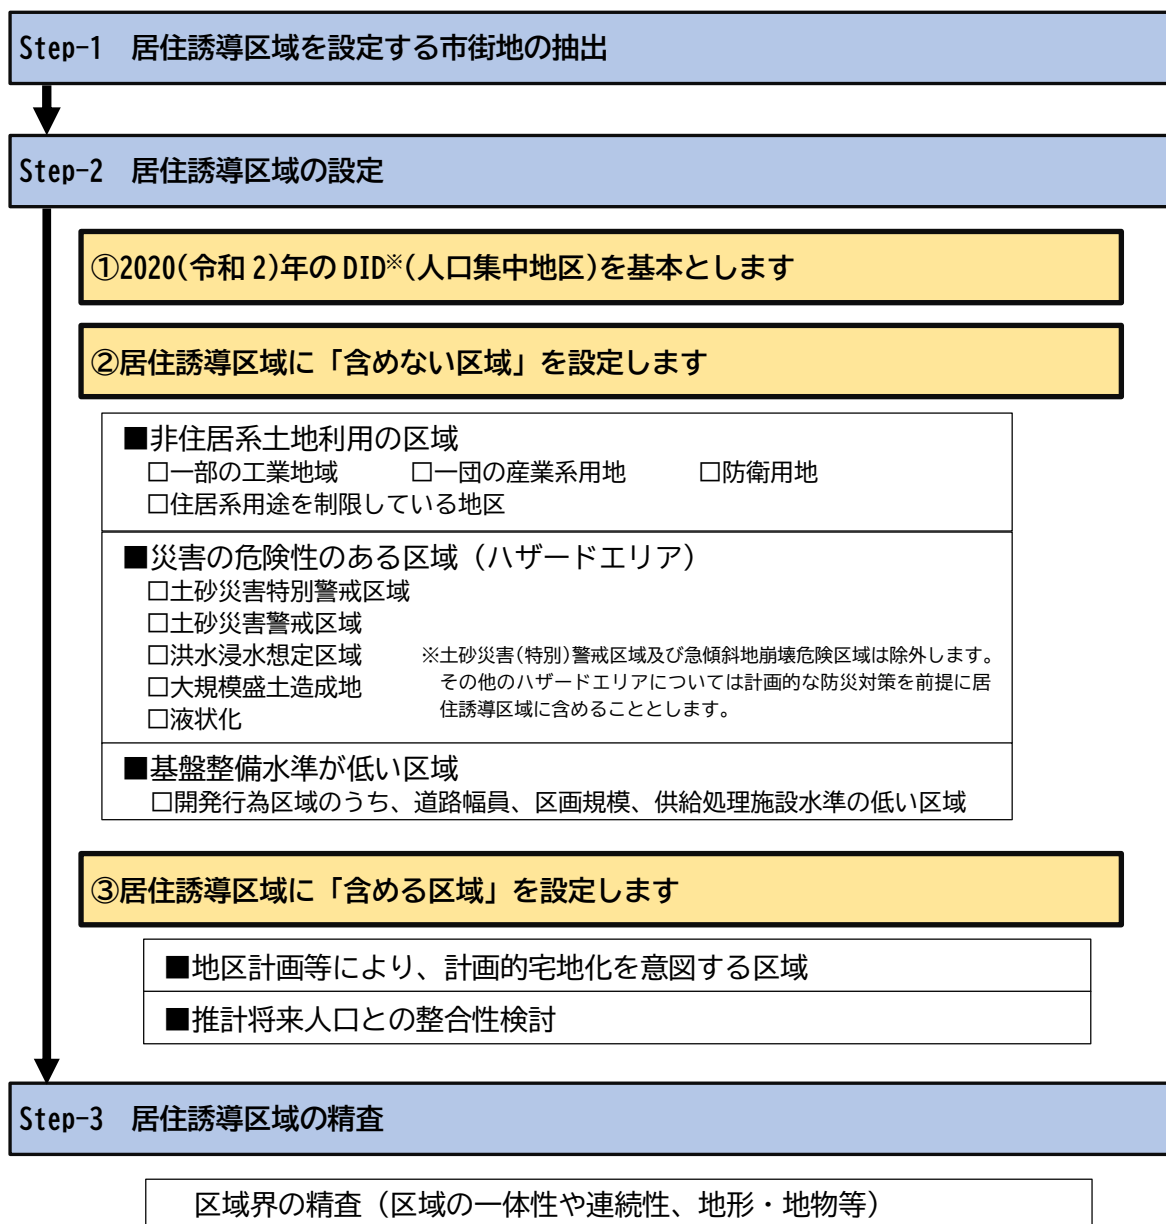 Step-1 居住誘導区域を設定する市街地の抽出
Step-2 居住誘導区域の設定
①2020(令和2)年のDID※(人口集中地区)を基本とします
②居住誘導区域に「含めない区域」を設定します
■非住居系土地利用の区域
□一部の工業地域 □一団の産業系用地 □防衛用地
□住居系用途を制限している地区
■災害の危険性のある区域（ハザードエリア）
□土砂災害特別警戒区域
□土砂災害警戒区域
□洪水浸水想定区域
□大規模盛土造成地
□液状化
※土砂災害(特別)警戒区域及び急傾斜地崩壊危険区域は除外します。
その他のハザードエリアについては計画的な防災対策を前提に居
住誘導区域に含めることとします。
■基盤整備水準が低い区域
□開発行為区域のうち、道路幅員、区画規模、供給処理施設水準の低い区域
③居住誘導区域に「含める区域」を設定します
■地区計画等により、計画的宅地化を意図する区域
■推計将来人口との整合性検討
Step-3 居住誘導区域の精査
区域界の精査（区域の一体性や連続性、地形・地物等）